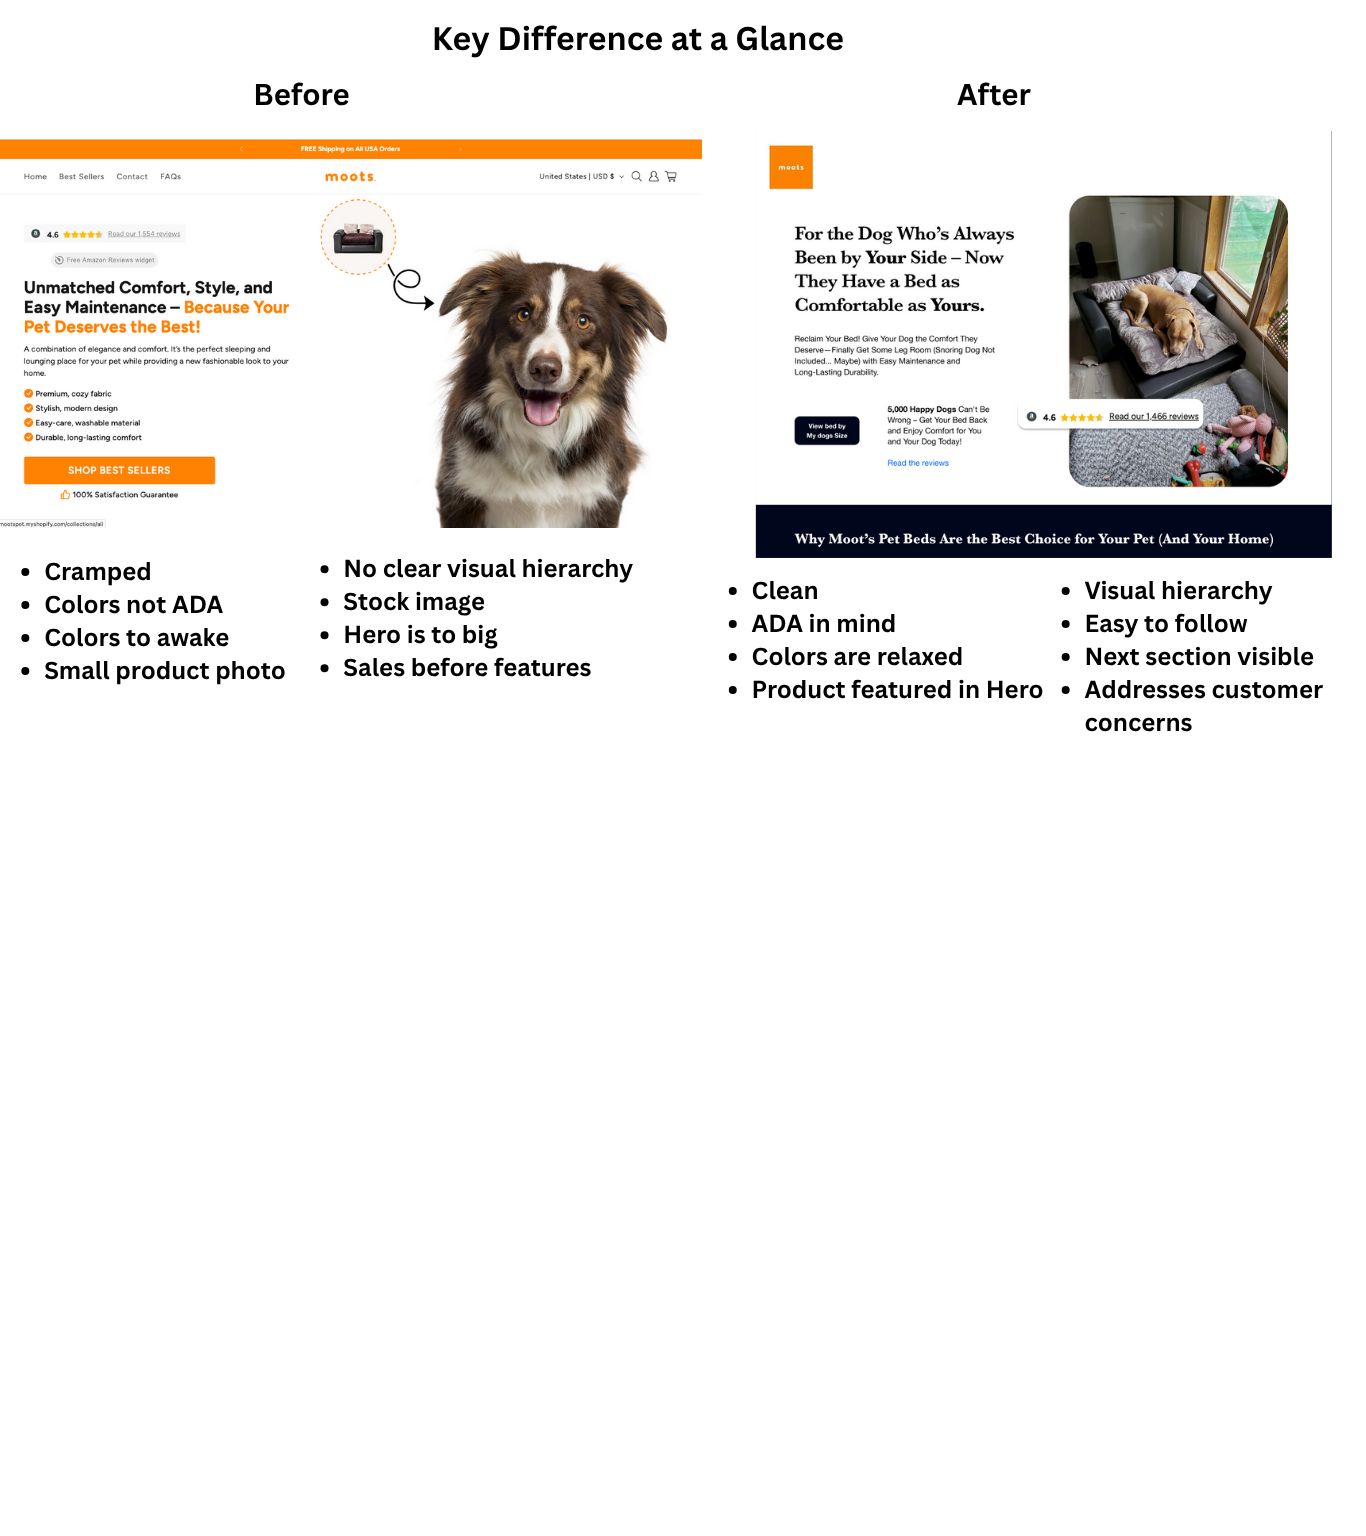 Key Difference at a Glance
Before
After
FREE Shipping on All USA Orders
Home Best Sellers Contact FAQs
moots.
United States | USD $
4.6 Read our 1,554 reviews
Free Amazon Reviews widget
Unmatched Comfort, Style, and
Easy Maintenance – Because Your
Pet Deserves the Best!
A combination of elegance and comfort. It's the perfect sleeping and
lounging place for your pet while providing a new fashionable look to your
home.
Premium, cozy fabric
Stylish, modern design
Easy-care, washable material
Durable, long-lasting comfort
SHOP BEST SELLERS
100% Satisfaction Guarantee
mootspot.myshopify.com/collections/all
moots
For the Dog Who's Always
Been by Your Side – Now
They Have a Bed as
Comfortable as Yours.
Reclaim Your Bed! Give Your Dog the Comfort They
Deserve—Finally Get Some Leg Room (Snoring Dog Not
Included... Maybe) with Easy Maintenance and
Long-Lasting Durability.
View bed by
My dogs Size
5,000 Happy Dogs Can't Be
Wrong – Get Your Bed Back
and Enjoy Comfort for You
and Your Dog Today!
Read the reviews
4.6 Read our 1,466 reviews
Why Moot's Pet Beds Are the Best Choice for Your Pet (And Your Home)
• Cramped
• Colors not ADA
• Colors to awake
• Small product photo
• No clear visual hierarchy
• Stock image
• Hero is to big
• Sales before features
• Clean
• ADA in mind
• Colors are relaxed
• Product featured in Hero
• Visual hierarchy
• Easy to follow
• Next section visible
• Addresses customer
concerns